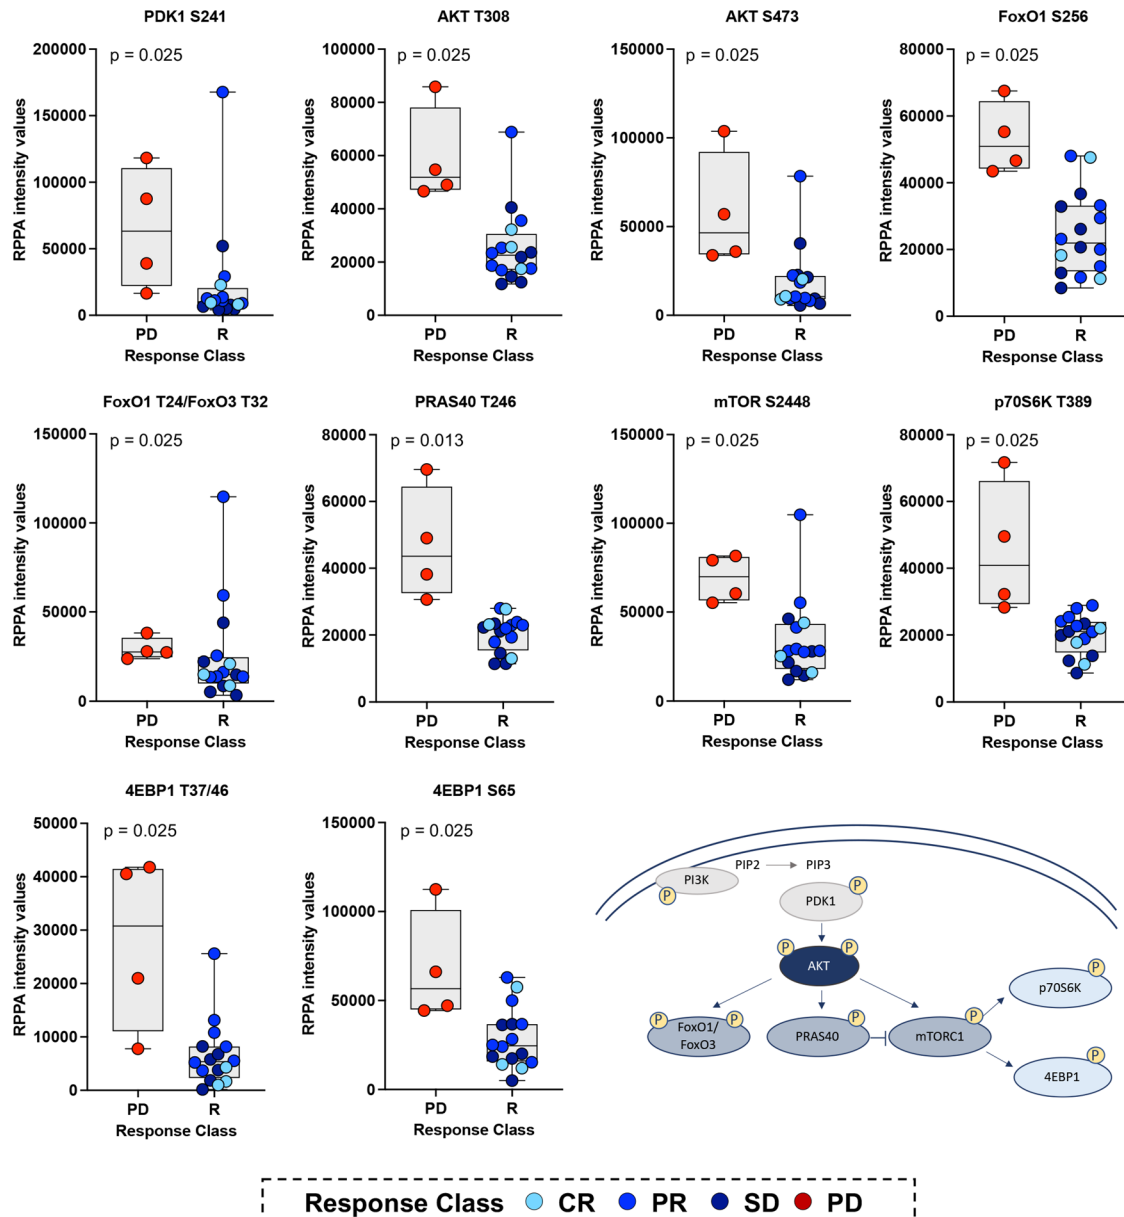 PDK1 S241
AKT T308
AKT S473
FoxO1 S256
200000
150000
100000
50000
0
RPPA intensity values
p = 0.025
PD
R
Response Class
100000
80000
60000
40000
20000
0
RPPA intensity values
p = 0.025
PD
R
Response Class
150000
100000
50000
0
RPPA intensity values
p = 0.025
PD
R
Response Class
80000
60000
40000
20000
0
RPPA intensity values
p = 0.025
PD
R
Response Class
FoxO1 T24/FoxO3 T32
PRAS40 T246
mTOR S2448
p70S6K T389
150000
100000
50000
0
RPPA intensity values
p = 0.025
PD
R
Response Class
80000
60000
40000
20000
0
RPPA intensity values
p = 0.013
PD
R
Response Class
150000
100000
50000
0
RPPA intensity values
p = 0.025
PD
R
Response Class
80000
60000
40000
20000
0
RPPA intensity values
p = 0.025
PD
R
Response Class
4EBP1 T37/46
4EBP1 S65
50000
40000
30000
20000
10000
0
RPPA intensity values
p = 0.025
PD
R
Response Class
150000
100000
50000
0
RPPA intensity values
p = 0.025
PD
R
Response Class
PIP2
PIP3
PI3K
P
PDK1
P
P
P
AKT
P
p70S6K
P
P
FoxO1/
FoxO3
P
PRAS40
P
mTORC1
P
4EBP1
Response Class CR PR SD PD